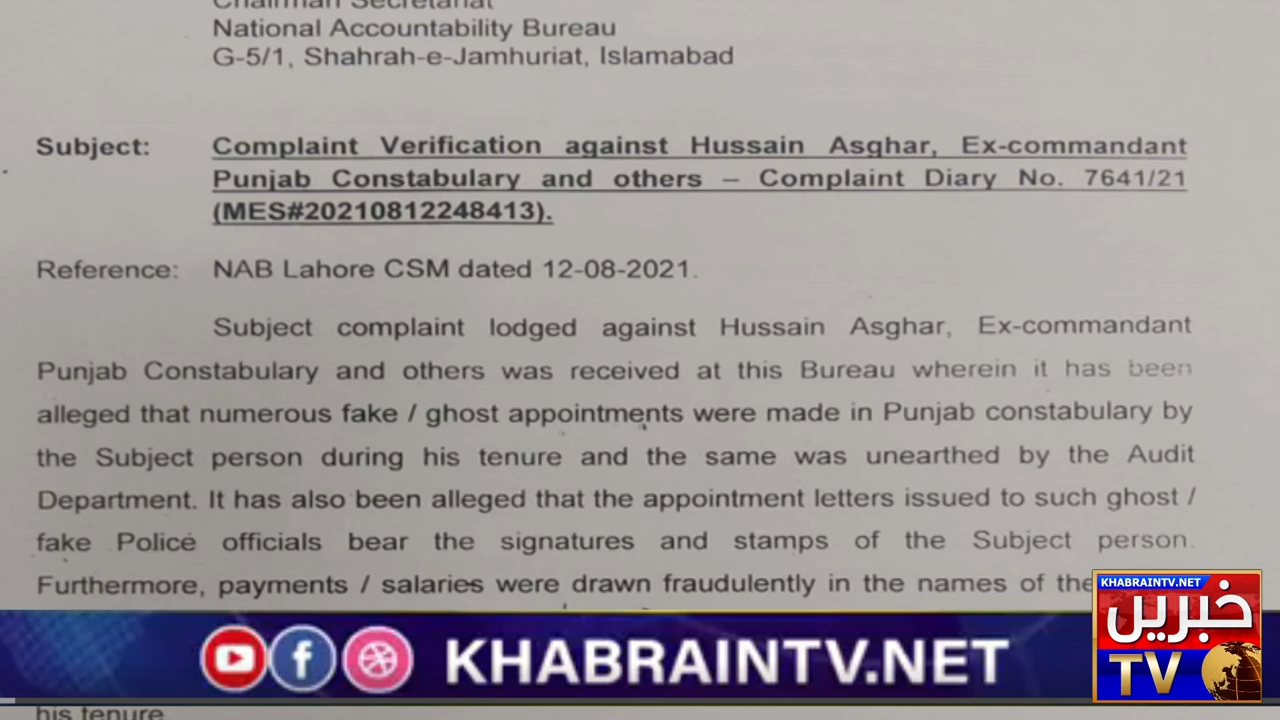 Chairman Secretariat
National Accountability Bureau
G-5/1, Shahrah-e-Jamhuriat, Islamabad
Subject: Complaint Verification against Hussain Asghar, Ex-commandant
Punjab Constabulary and others – Complaint Diary No. 7641/21
(MES#20210812248413).
Reference: NAB Lahore CSM dated 12-08-2021.
Subject complaint lodged against Hussain Asghar, Ex-commandant
Punjab Constabulary and others was received at this Bureau wherein it has been
alleged that numerous fake / ghost appointments were made in Punjab constabulary by
the Subject person during his tenure and the same was unearthed by the Audit
Department. It has also been alleged that the appointment letters issued to such ghost /
fake Police officials bear the signatures and stamps of the Subject person.
Furthermore, payments / salaries were drawn fraudulently in the names of the
KHABRAINTV.NET
KHABRAINTV.NET
خبریں
TV
his tenure.